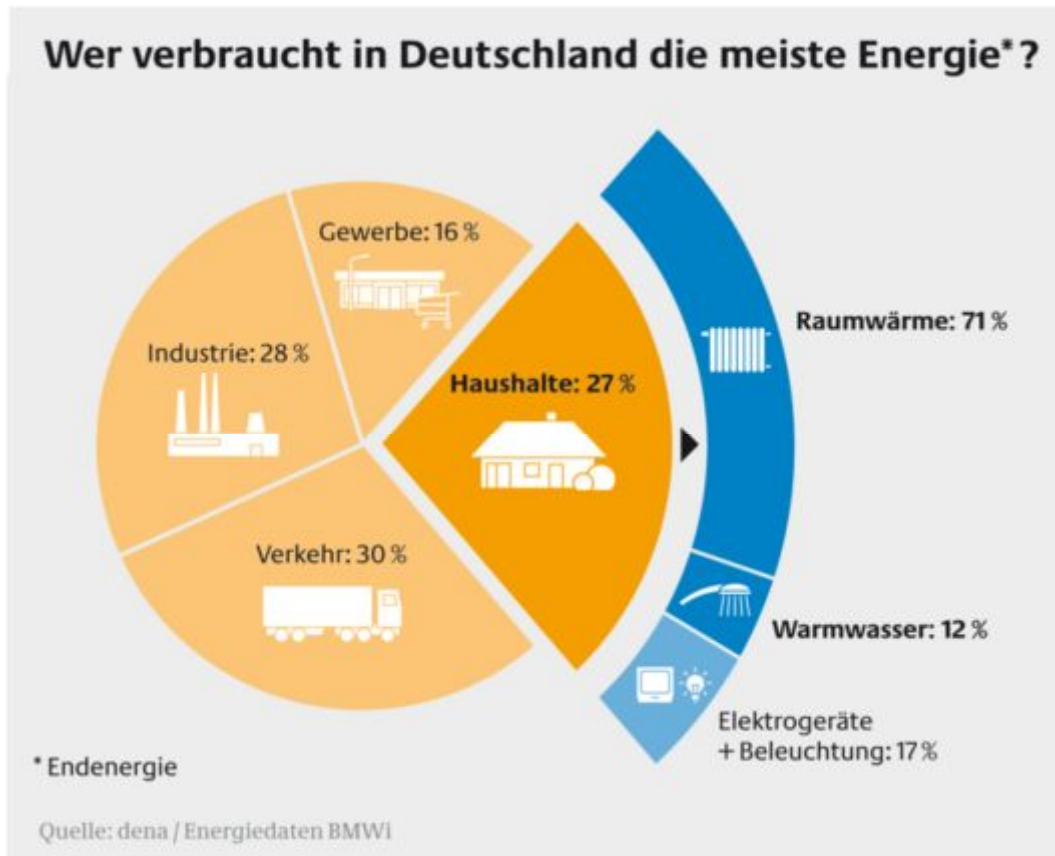 Wer verbraucht in Deutschland die meiste Energie*?
Gewerbe: 16 %
Industrie: 28 %
Haushalte: 27 %
Verkehr: 30 %
Raumwärme: 71 %
Warmwasser: 12 %
Elektrogeräte
+ Beleuchtung: 17 %
* Endenergie
Quelle: dena / Energiedaten BMWi